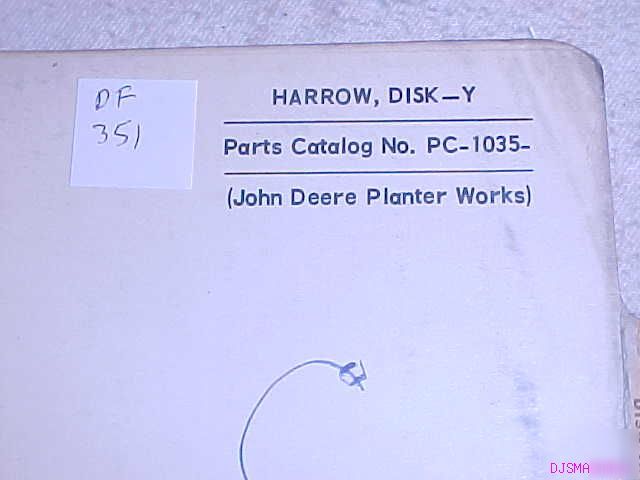 DF
351
HARROW, DISK—Y
Parts Catalog No. PC-1035-
(John Deere Planter Works)
DJSMA